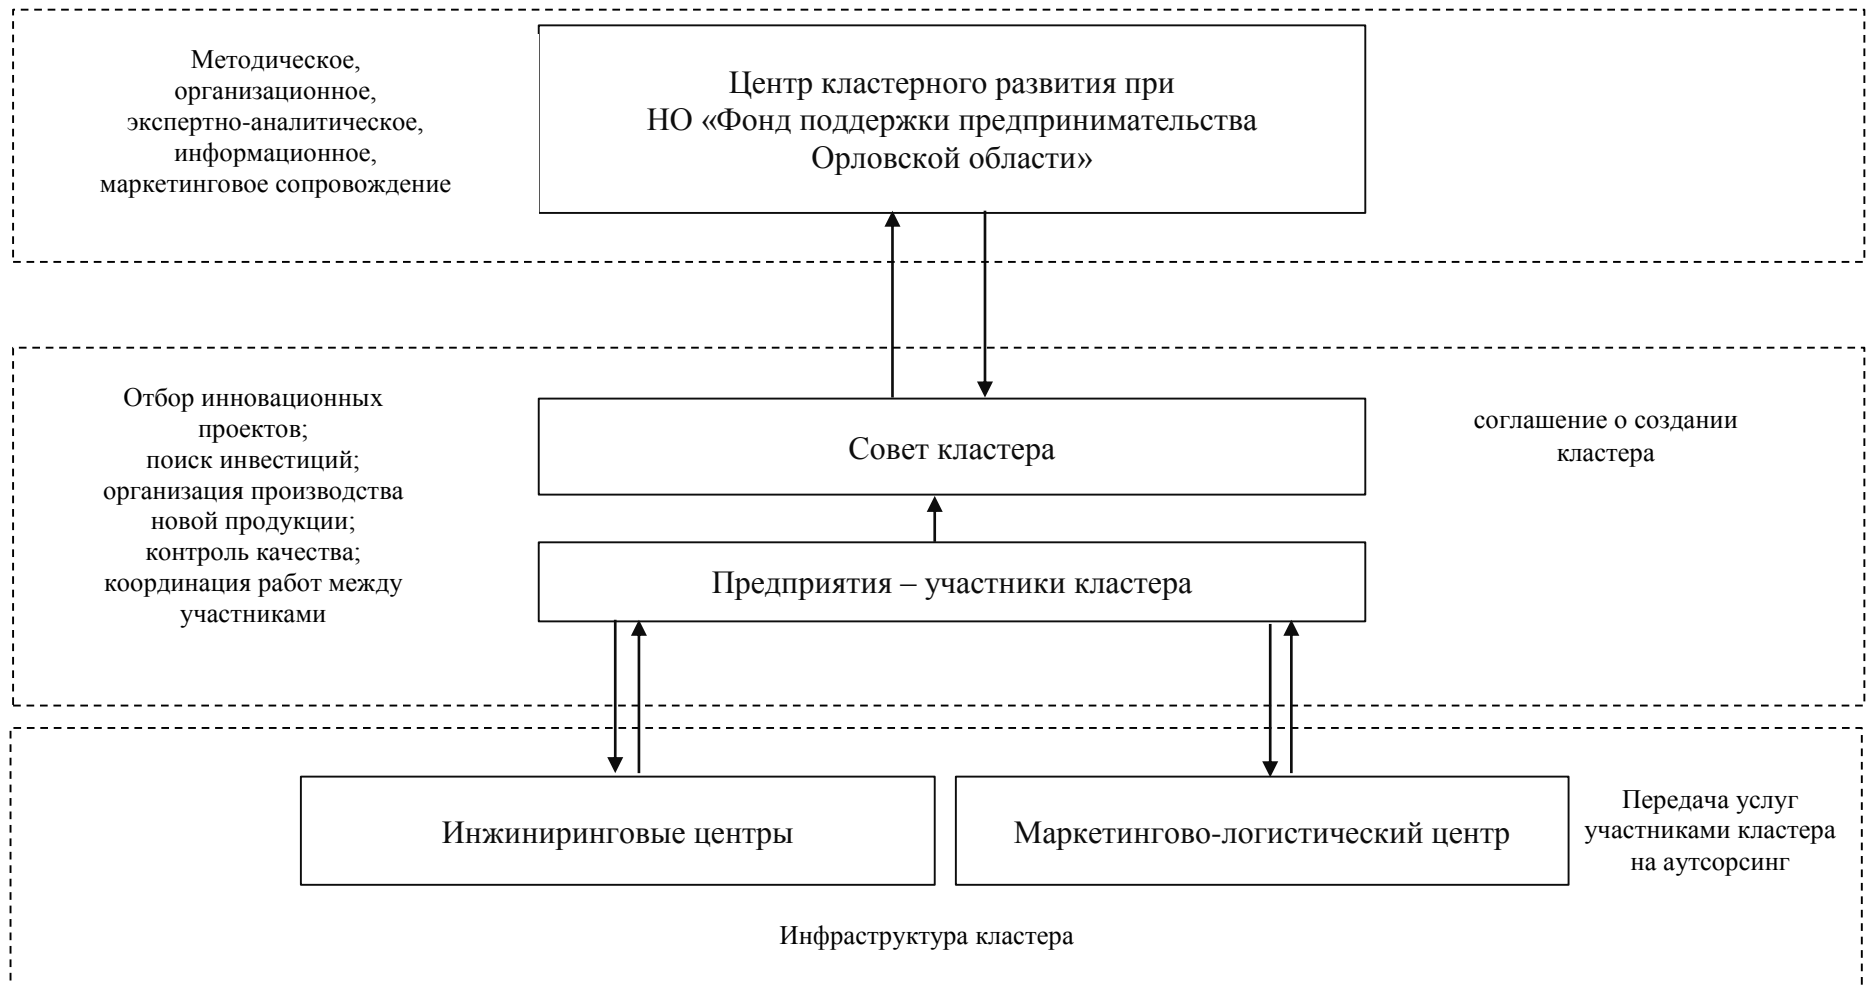 Методическое,
организационное,
экспертно-аналитическое,
информационное,
маркетинговое сопровождение
Центр кластерного развития при
НО «Фонд поддержки предпринимательства
Орловской области»
Отбор инновационных
проектов;
поиск инвестиций;
организация производства
новой продукции;
контроль качества;
координация работ между
участниками
Совет кластера
соглашение о создании
кластера
Предприятия – участники кластера
Инжиниринговые центры
Маркетингово-логистический центр
Передача услуг
участниками кластера
на аутсорсинг
Инфраструктура кластера